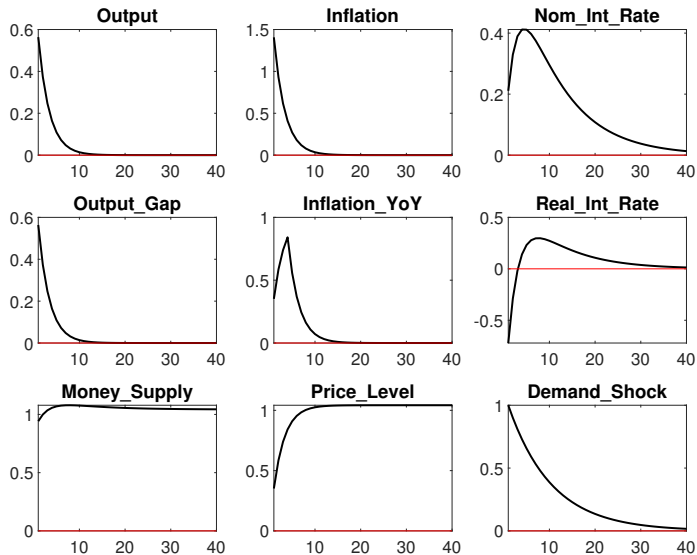 Output
Inflation
Nom_Int_Rate
0.6
0.4
0.2
0
10 20 30 40
1.5
1
0.5
0
10 20 30 40
0.4
0.2
0
10 20 30 40
Output_Gap
Inflation_YoY
Real_Int_Rate
0.6
0.4
0.2
0
10 20 30 40
1
0.5
0
10 20 30 40
0.5
0
-0.5
10 20 30 40
Money_Supply
Price_Level
Demand_Shock
1
0.5
0
10 20 30 40
1
0.5
0
10 20 30 40
1
0.5
0
10 20 30 40